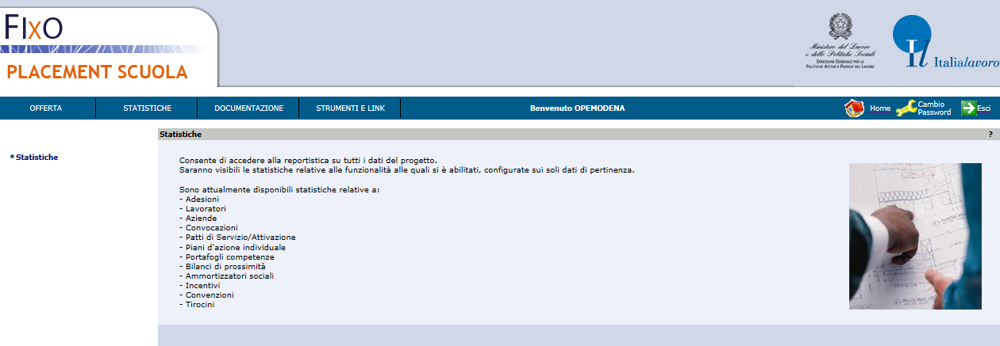 FIxO
PLACEMENT SCUOLA
Ministero del Lavoro
e delle Politiche Sociali
DIREZIONE GENERALE PER LE
POLITICHE ATTIVE E PASSIVE DEL LAVORO
Il Italialavoro
OFFERTA
STATISTICHE
DOCUMENTAZIONE
STRUMENTI E LINK
Benvenuto OPEMODENA
Home
Cambio
Password
Esci
Statistiche
Statistiche
?
Consente di accedere alla reportistica su tutti i dati del progetto.
Saranno visibili le statistiche relative alle funzionalità alle quali si è abilitati, configurate sui soli dati di pertinenza.
Sono attualmente disponibili statistiche relative a:
- Adesioni
- Lavoratori
- Aziende
- Convocazioni
- Patti di Servizio/Attivazione
- Piani d'azione individuale
- Portafogli competenze
- Bilanci di prossimità
- Ammortizzatori sociali
- Incentivi
- Convenzioni
- Tirocini